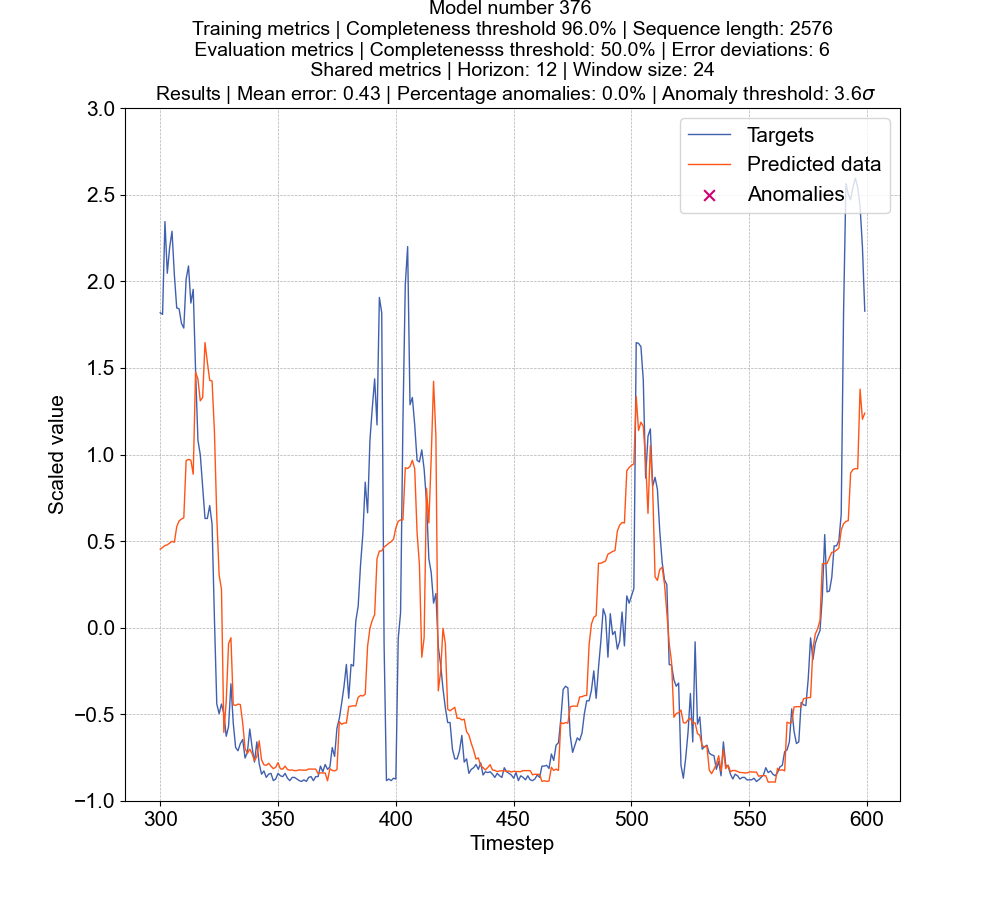 Model number 376
Training metrics | Completeness threshold 96.0% | Sequence length: 2576
Evaluation metrics | Completenesss threshold: 50.0% | Error deviations: 6
Shared metrics | Horizon: 12 | Window size: 24
Results | Mean error: 0.43 | Percentage anomalies: 0.0% | Anomaly threshold: 3.6σ
3.0
2.5
2.0
1.5
1.0
0.5
0.0
−0.5
−1.0
Scaled value
Targets
Predicted data
Anomalies
300 350 400 450 500 550 600
Timestep